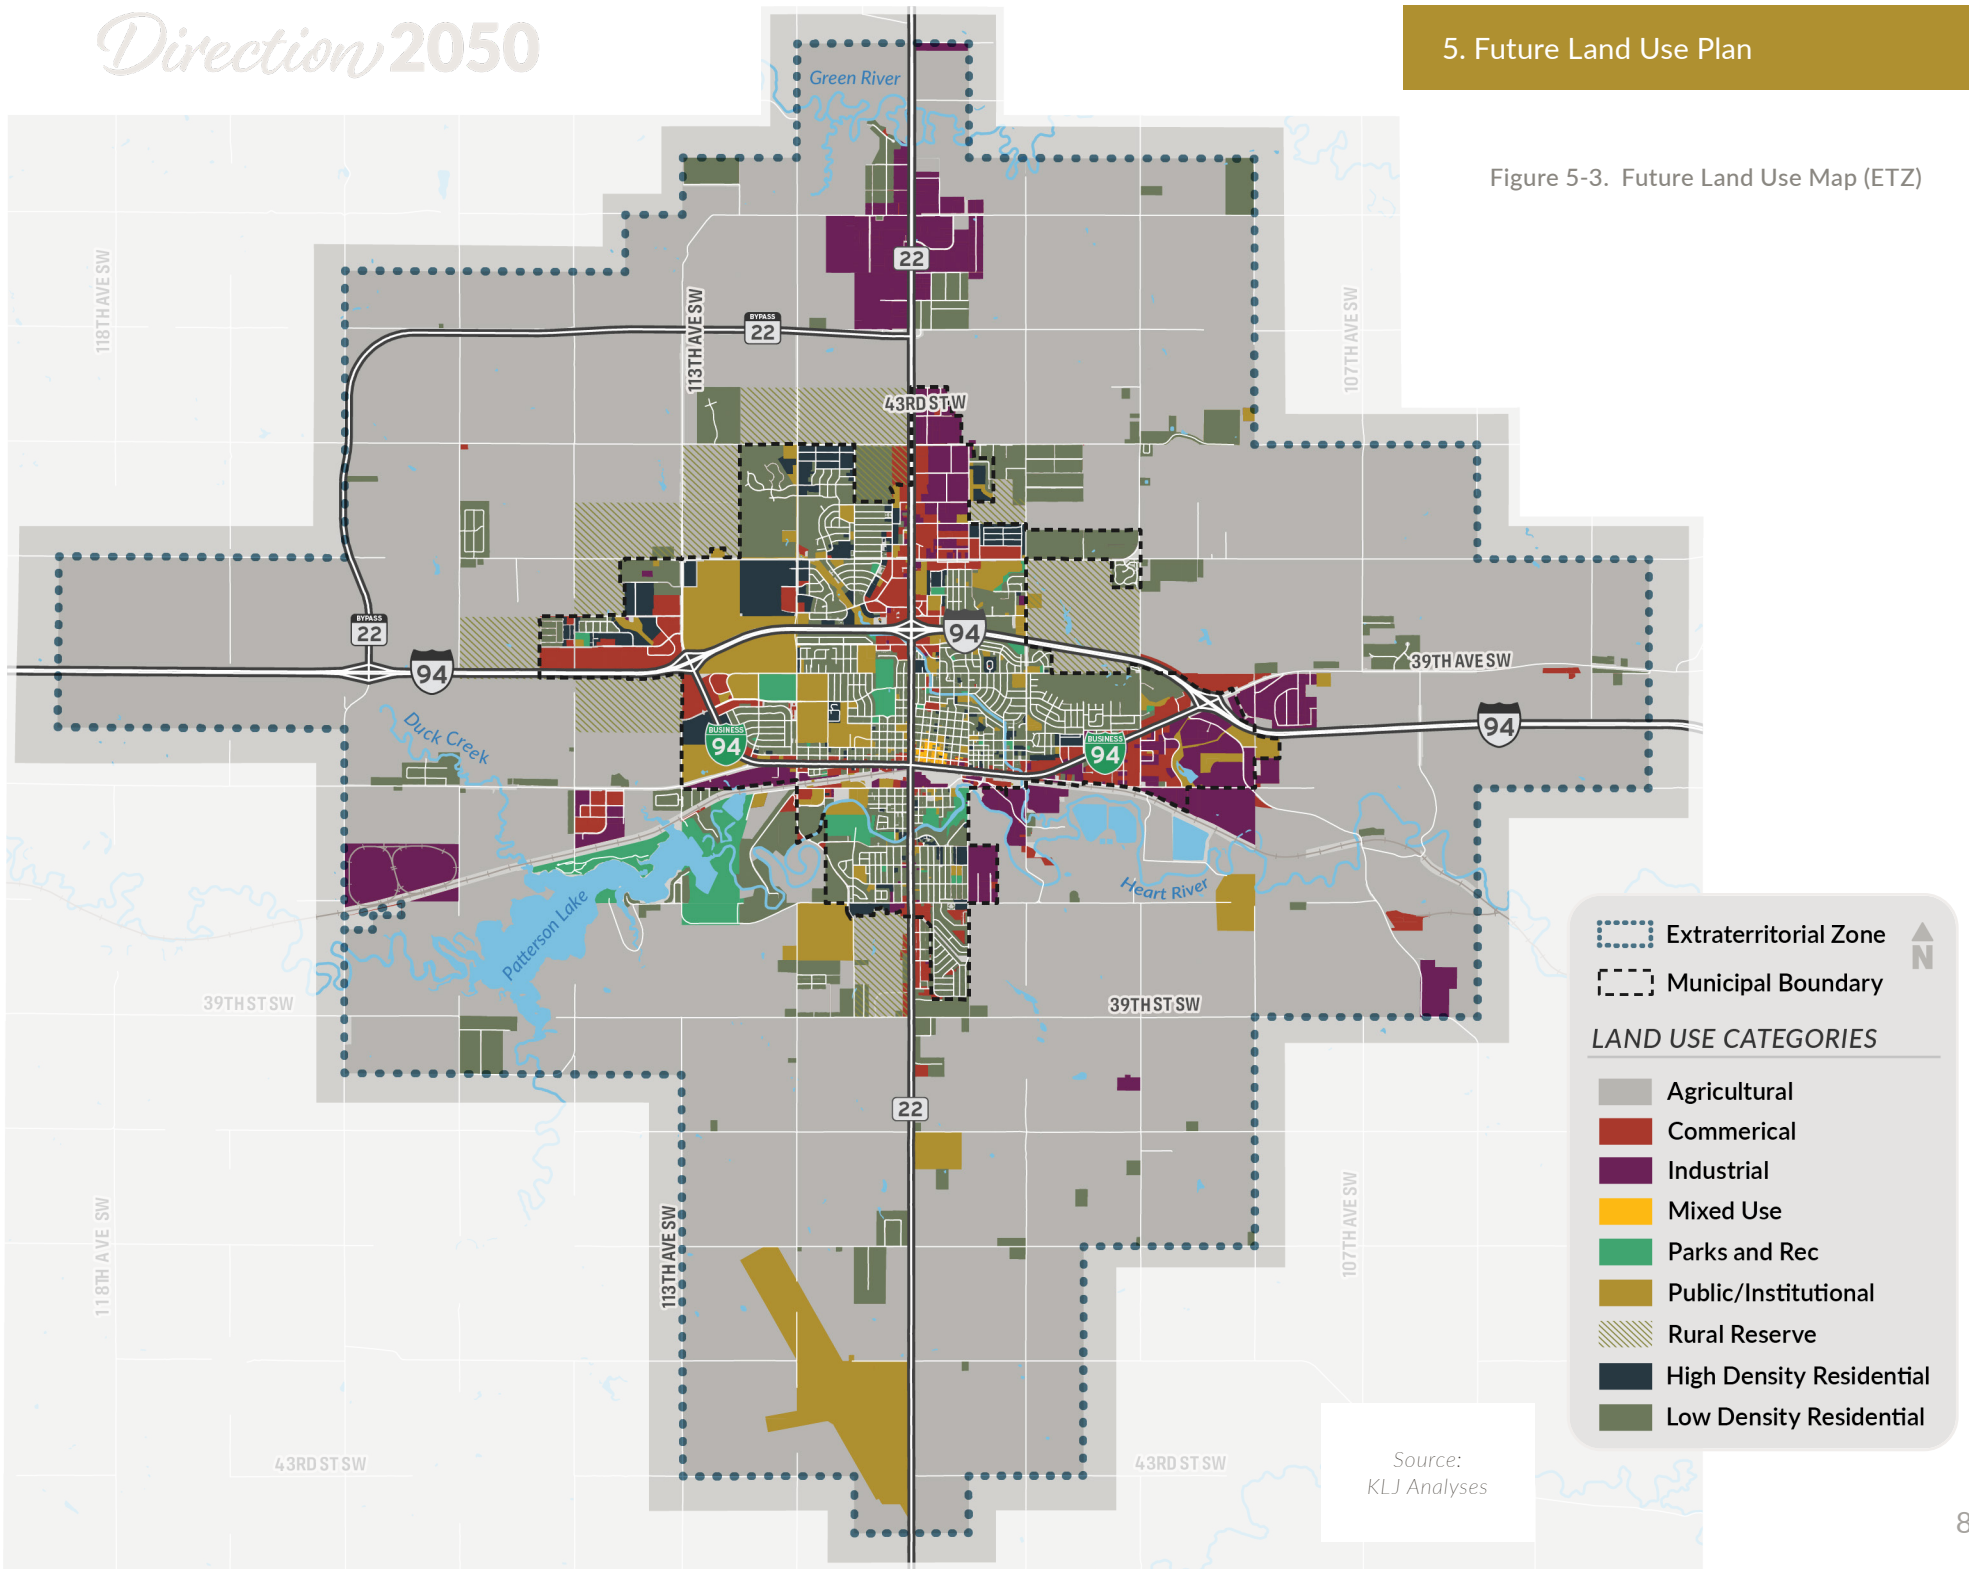 Direction 2050
5. Future Land Use Plan
Figure 5-3. Future Land Use Map (ETZ)
Green River
118TH AVE SW
113TH AVE SW
107TH AVE SW
22
BYPASS
22
43RD ST W
BYPASS
22
94
94
39TH AVE SW
94
Duck Creek
BUSINESS
94
BUSINESS
94
Heart River
Patterson Lake
39TH ST SW
39TH ST SW
22
118TH AVE SW
113TH AVE SW
107TH AVE SW
43RD ST SW
43RD ST SW
Extraterritorial Zone
N
Municipal Boundary
LAND USE CATEGORIES
Agricultural
Commerical
Industrial
Mixed Use
Parks and Rec
Public/Institutional
Rural Reserve
High Density Residential
Low Density Residential
Source:
KLJ Analyses
8